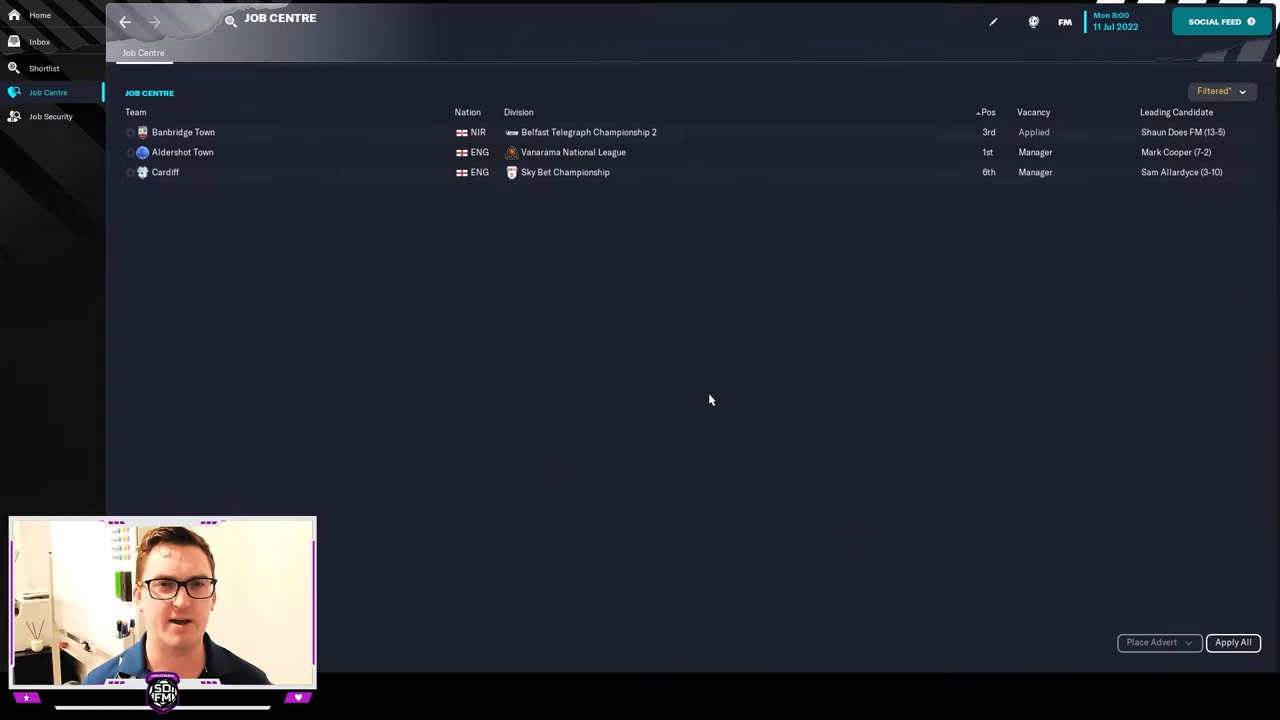 Home
Inbox
Shortlist
Job Centre
Job Security
JOB CENTRE
FM
Mon 8:00
11 Jul 2022
SOCIAL FEED
Job Centre
JOB CENTRE
Filtered*
Team Nation Division Pos Vacancy Leading Candidate
Banbridge Town NIR Belfast Telegraph Championship 2 3rd Applied Shaun Does FM (13-5)
Aldershot Town ENG Vanarama National League 1st Manager Mark Cooper (7-2)
Cardiff ENG Sky Bet Championship 6th Manager Sam Allardyce (3-10)
Place Advert Apply All
SD
FM